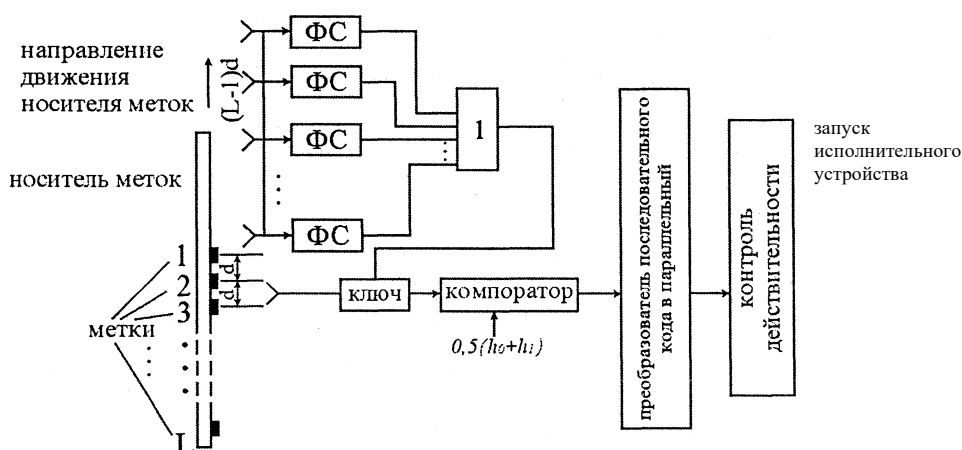 направление
движения
носителя меток
(L-1)d
ФС
ФС
ФС
ФС
1
носитель меток
1
2
3
d
d
метки
L
ключ
компоратор
0,5(h₀+h₁)
преобразователь последовательного
кода в параллельный
контроль
действительности
запуск
исполнительного
устройства